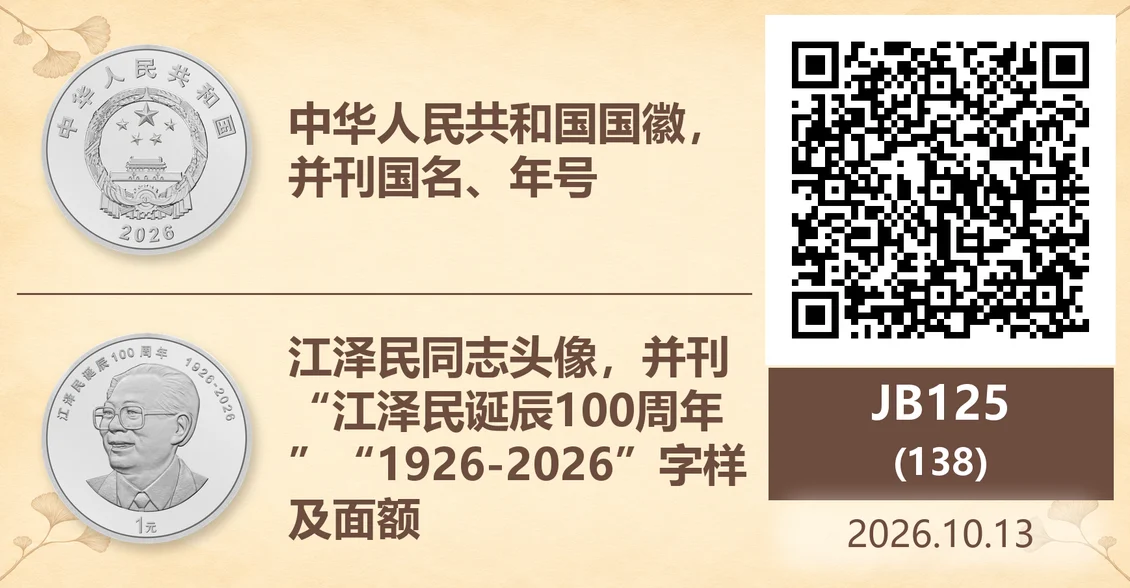 中华人民共和国
2026
中华人民共和国国徽，
并刊国名、年号
江泽民诞辰100周年 1926-2026
1元
江泽民同志头像，并刊
“江泽民诞辰100周年
”“1926-2026”字样
及面额
JB125
(138)
2026.10.13